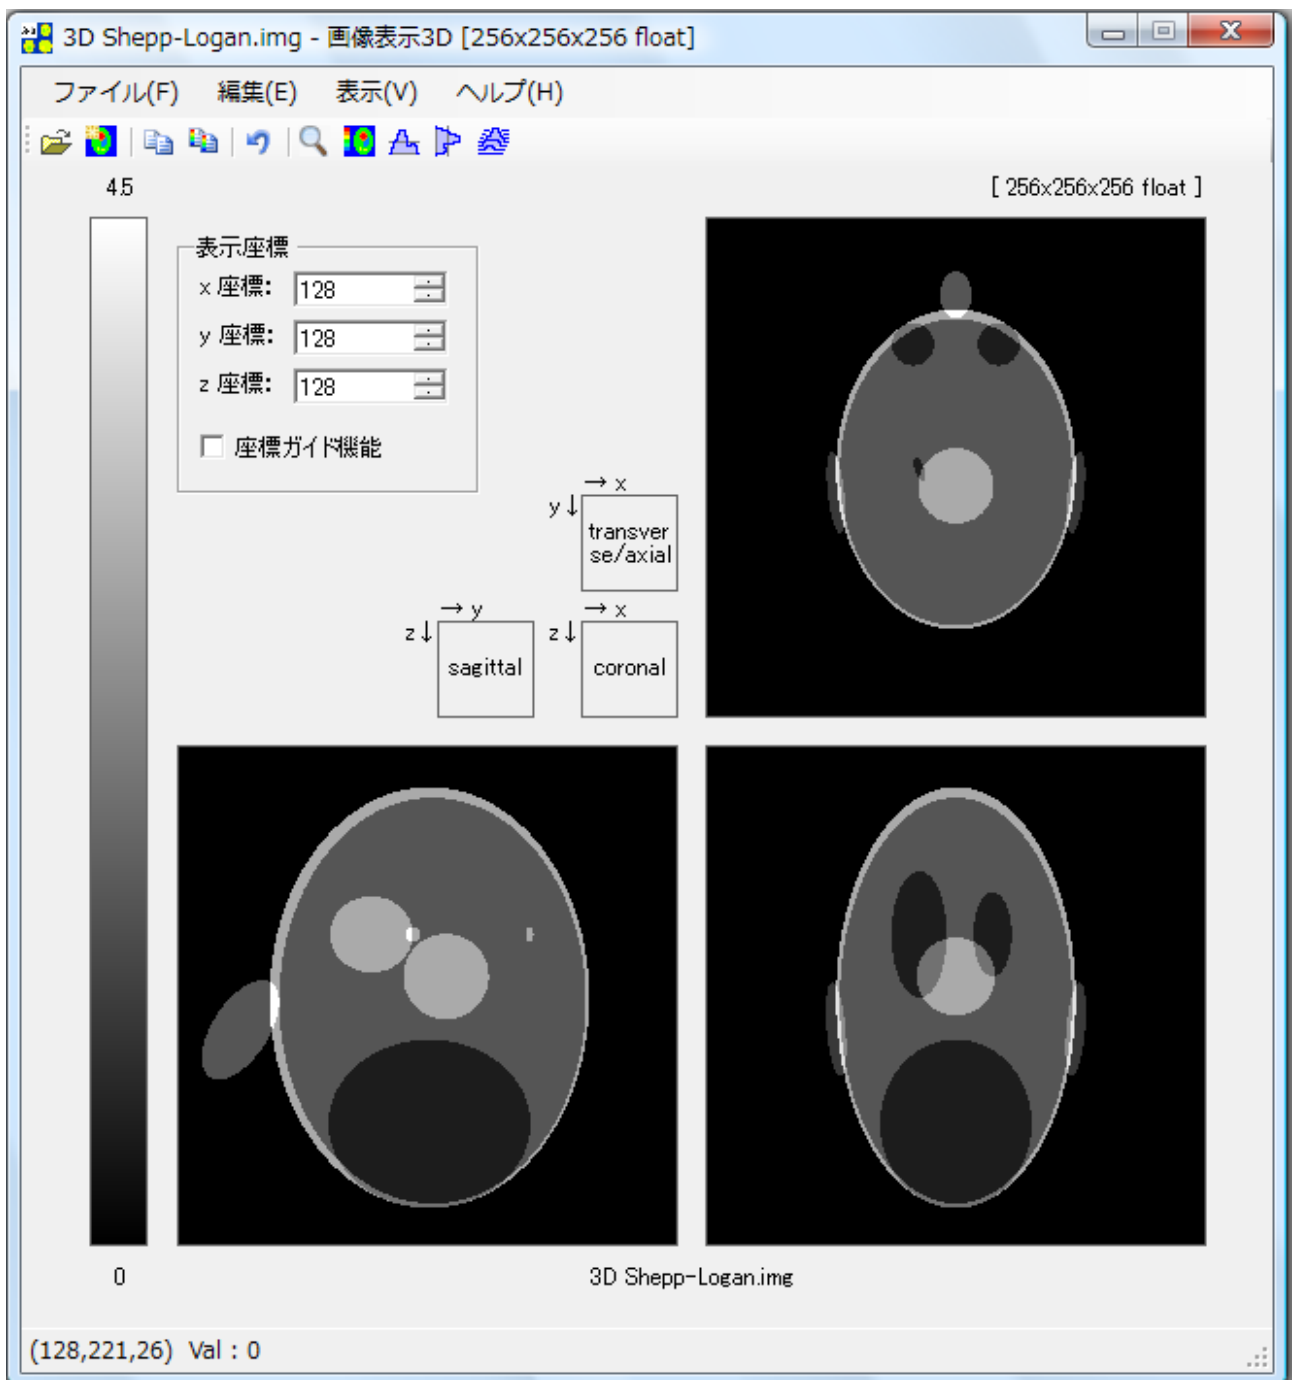 3D Shepp-Logan.img - 画像表示3D [256x256x256 float]
ファイル(F) 編集(E) 表示(V) ヘルプ(H)
4.5
[ 256x256x256 float ]
表示座標
x 座標: 128
y 座標: 128
z 座標: 128
座標ガイド機能
→ x
y ↓
transver
se/axial
→ y
z ↓
sagittal
→ x
z ↓
coronal
0
3D Shepp-Logan.img
(128,221,26) Val : 0